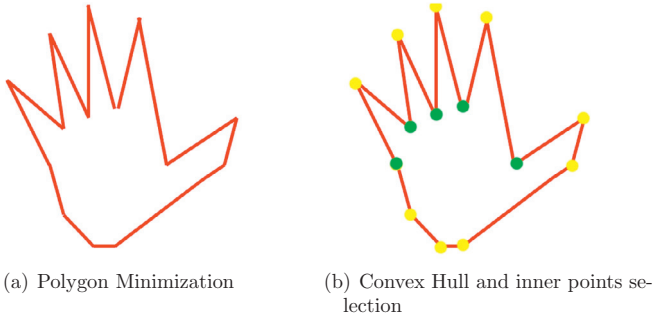 (a) Polygon Minimization
(b) Convex Hull and inner points se-
lection